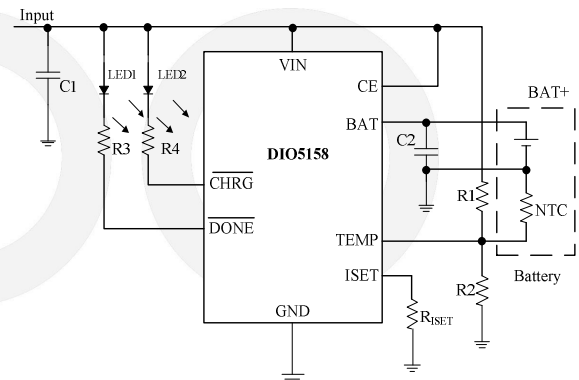 Input
C1
LED1
LED2
R3
R4
VIN
CE
BAT
DIO5158
CHRG
DONE
TEMP
ISET
GND
C2
BAT+
R1
NTC
Battery
R2
RISET